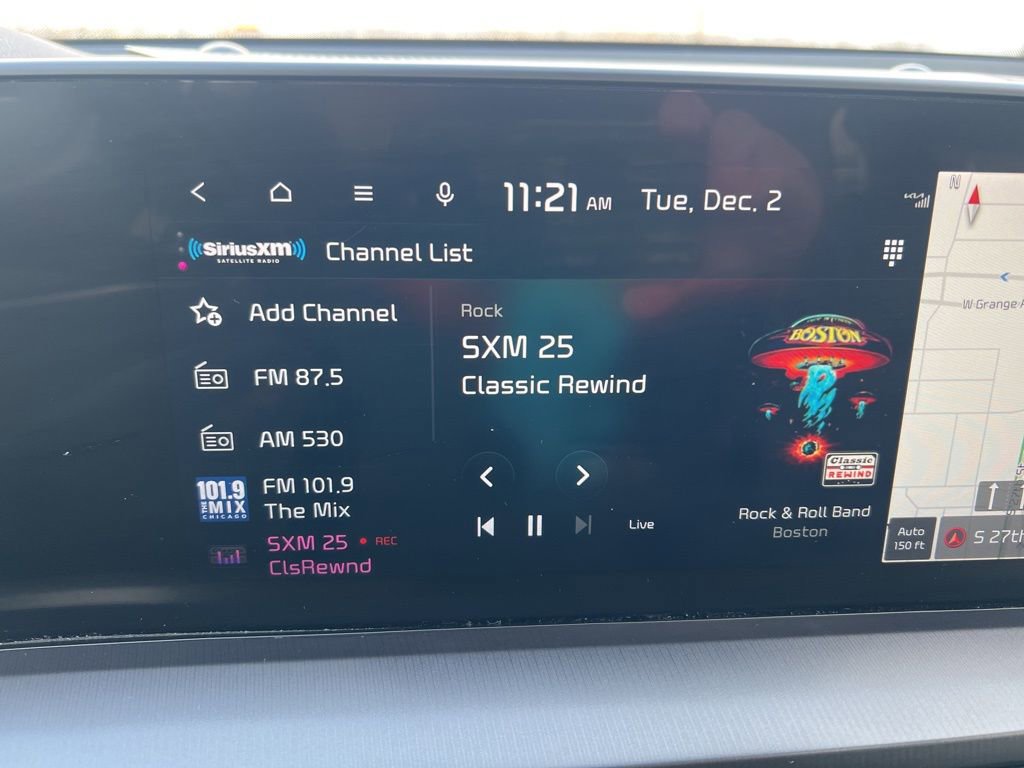 11:21 AM Tue, Dec. 2
SiriusXM
SATELLITE RADIO
Channel List
Add Channel
FM 87.5
AM 530
101.9
THE MIX
CHICAGO
FM 101.9
The Mix
SXM 25 • REC
ClsRewnd
Rock
SXM 25
Classic Rewind
Live
BOSTON
Classic
REWIND
Rock & Roll Band
Boston
N
W Grange
Auto
150 ft
S 27th